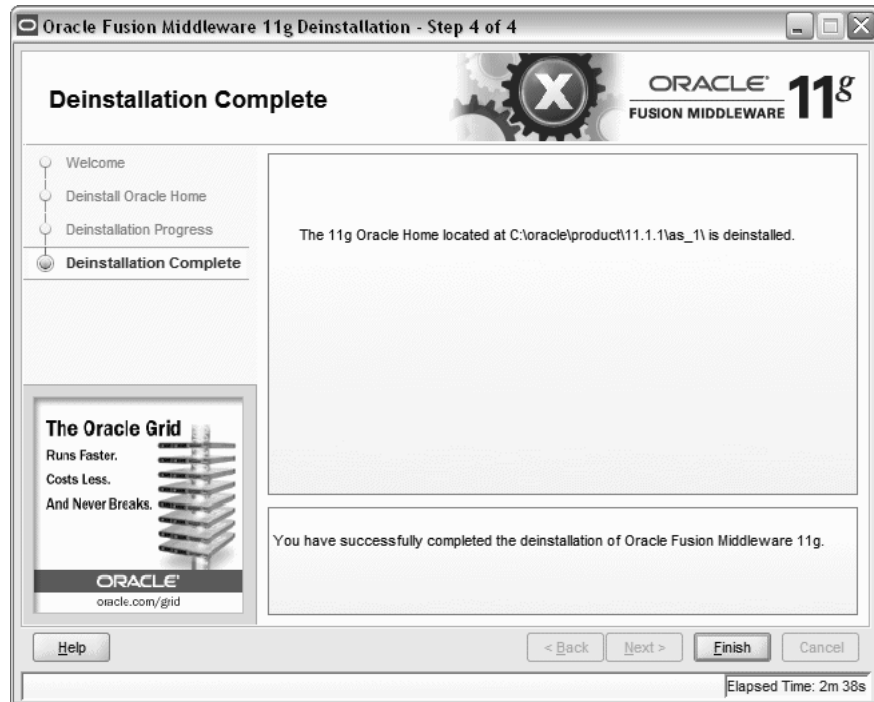 Oracle Fusion Middleware 11g Deinstallation - Step 4 of 4
Deinstallation Complete
ORACLE
FUSION MIDDLEWARE
11g
Welcome
Deinstall Oracle Home
Deinstallation Progress
Deinstallation Complete
The 11g Oracle Home located at C:\oracle\product\11.1.1\as_1\ is deinstalled.
The Oracle Grid
Runs Faster.
Costs Less.
And Never Breaks.
ORACLE
oracle.com/grid
You have successfully completed the deinstallation of Oracle Fusion Middleware 11g.
Help
< Back
Next >
Finish
Cancel
Elapsed Time: 2m 38s